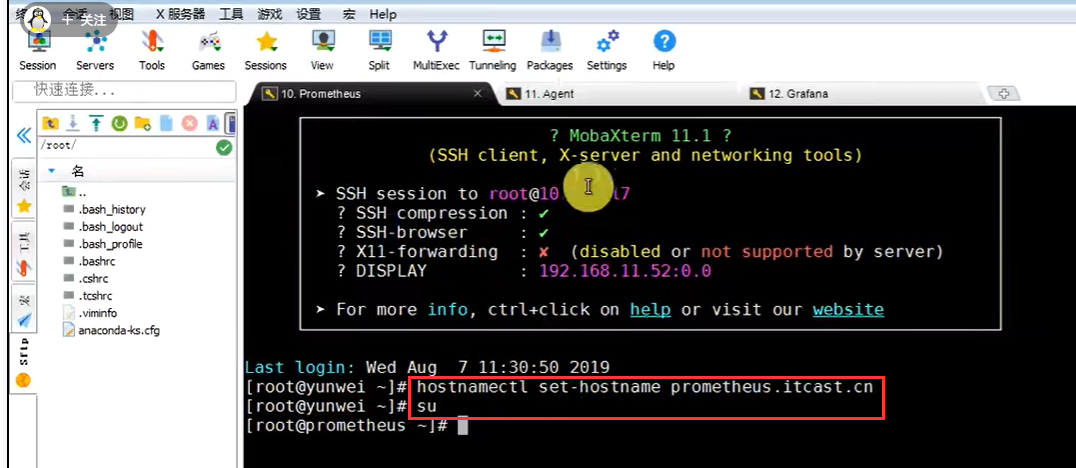 关注
视图 X 服务器 工具 游戏 设置 宏 Help
Session Servers Tools Games Sessions View Split MultiExec Tunneling Packages Settings Help
快速连接...
10. Prometheus
11. Agent
12. Grafana
/root/
名
..
.bash_history
.bash_logout
.bash_profile
.bashrc
.cshrc
.tcshrc
.viminfo
anaconda-ks.cfg
会话
工具
Sftp
? MobaXterm 11.1 ?
(SSH client, X-server and networking tools)
➤ SSH session to root@10
? SSH compression : ✔
? SSH-browser : ✔
? X11-forwarding : ✘ (disabled or not supported by server)
? DISPLAY : 192.168.11.52:0.0
➤ For more info, ctrl+click on help or visit our website
Last login: Wed Aug 7 11:30:50 2019
[root@yunwei ~]# hostnamectl set-hostname prometheus.itcast.cn
[root@yunwei ~]# su
[root@prometheus ~]#